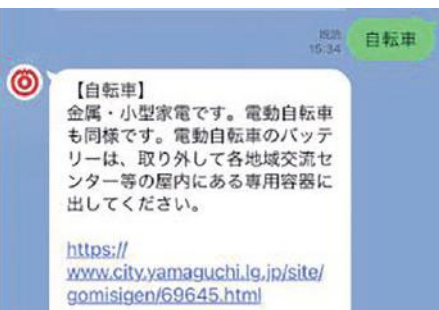 既読
15:34
自転車
【自転車】
金属・小型家電です。電動自転車
も同様です。電動自転車のバッテ
リーは、取り外して各地域交流セ
ンター等の屋内にある専用容器に
出してください。
https://
www.city.yamaguchi.lg.jp/site/
gomisigen/69645.html